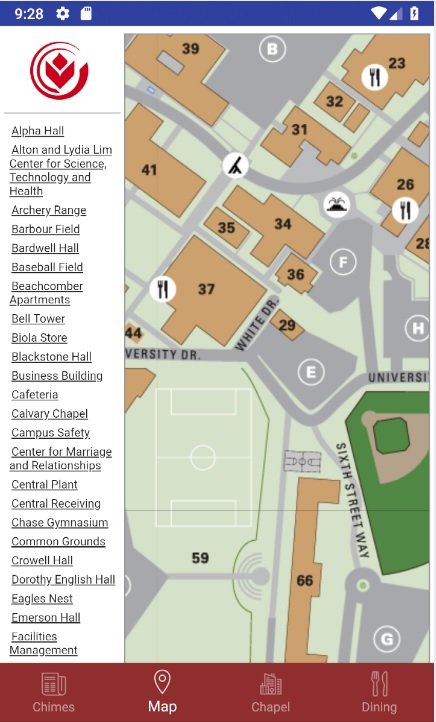 9:28
Alpha Hall
Alton and Lydia Lim
Center for Science,
Technology and
Health
Archery Range
Barbour Field
Bardwell Hall
Baseball Field
Beachcomber
Apartments
Bell Tower
Biola Store
Blackstone Hall
Business Building
Cafeteria
Calvary Chapel
Campus Safety
Center for Marriage
and Relationships
Central Plant
Central Receiving
Chase Gymnasium
Common Grounds
Crowell Hall
Dorothy English Hall
Eagles Nest
Emerson Hall
Facilities
Management
39
B
23
32
31
41
26
35
34
28
36
F
37
29
H
44
WHITE DR.
VERSITY DR.
E
UNIVERSI
SIXTH STREET WAY
59
66
G
Chimes
Map
Chapel
Dining